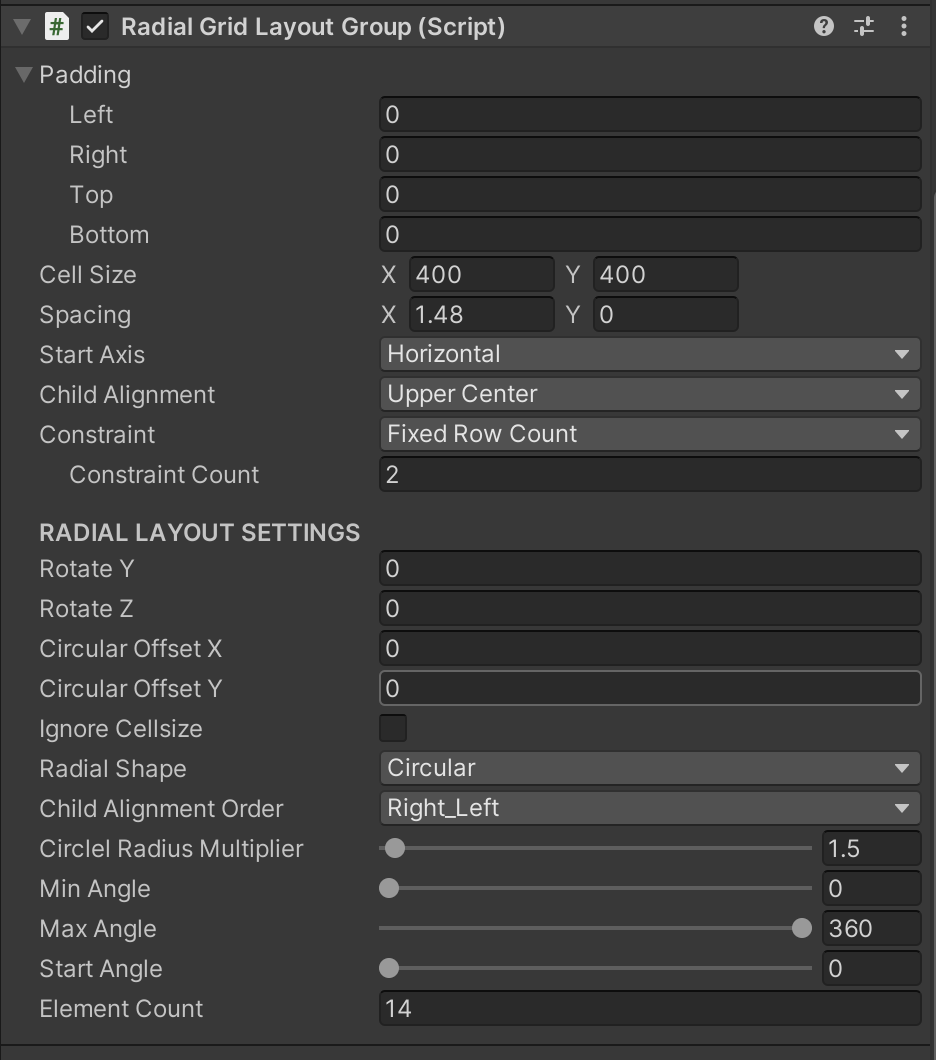 # Radial Grid Layout Group (Script)
Padding
Left 0
Right 0
Top 0
Bottom 0
Cell Size X 400 Y 400
Spacing X 1.48 Y 0
Start Axis Horizontal
Child Alignment Upper Center
Constraint Fixed Row Count
Constraint Count 2
RADIAL LAYOUT SETTINGS
Rotate Y 0
Rotate Z 0
Circular Offset X 0
Circular Offset Y 0
Ignore Cellsize
Radial Shape Circular
Child Alignment Order Right_Left
Circlel Radius Multiplier 1.5
Min Angle 0
Max Angle 360
Start Angle 0
Element Count 14